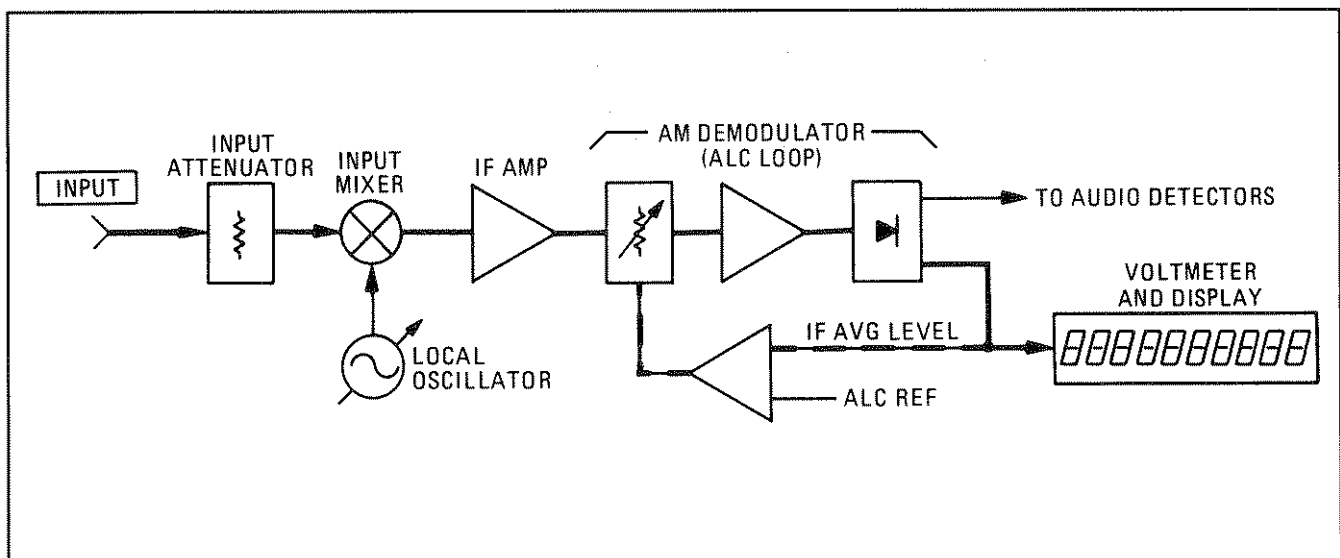 INPUT
INPUT
ATTENUATOR
INPUT
MIXER
IF AMP
AM DEMODULATOR
(ALC LOOP)
TO AUDIO DETECTORS
VOLTMETER
AND DISPLAY
LOCAL
OSCILLATOR
IF AVG LEVEL
ALC REF